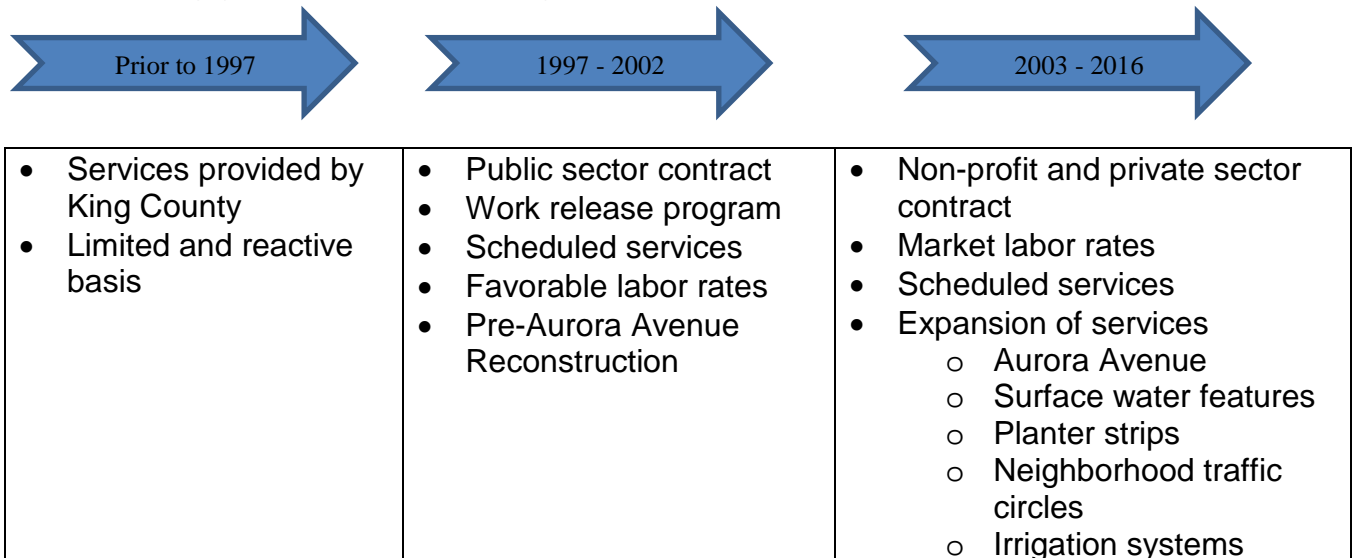 Prior to 1997
1997 - 2002
2003 - 2016
• Services provided by
King County
• Limited and reactive
basis
• Public sector contract
• Work release program
• Scheduled services
• Favorable labor rates
• Pre-Aurora Avenue
Reconstruction
• Non-profit and private sector
contract
• Market labor rates
• Scheduled services
• Expansion of services
o Aurora Avenue
o Surface water features
o Planter strips
o Neighborhood traffic
circles
o Irrigation systems